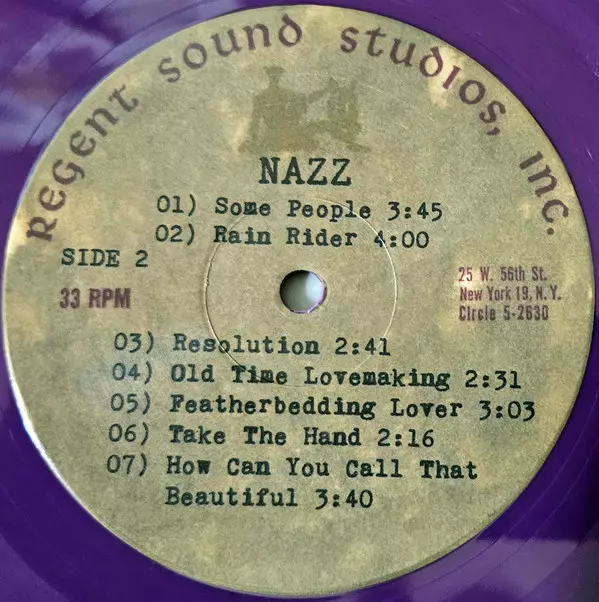 REGENT SOUND STUDIOS, INC.
NAZZ
01) Some People 3:45
02) Rain Rider 4:00
SIDE 2
33 RPM
25 W. 56th St.
New York 19, N.Y.
Circle 5-2630
03) Resolution 2:41
04) Old Time Lovemaking 2:31
05) Featherbedding Lover 3:03
06) Take The Hand 2:16
07) How Can You Call That
Beautiful 3:40